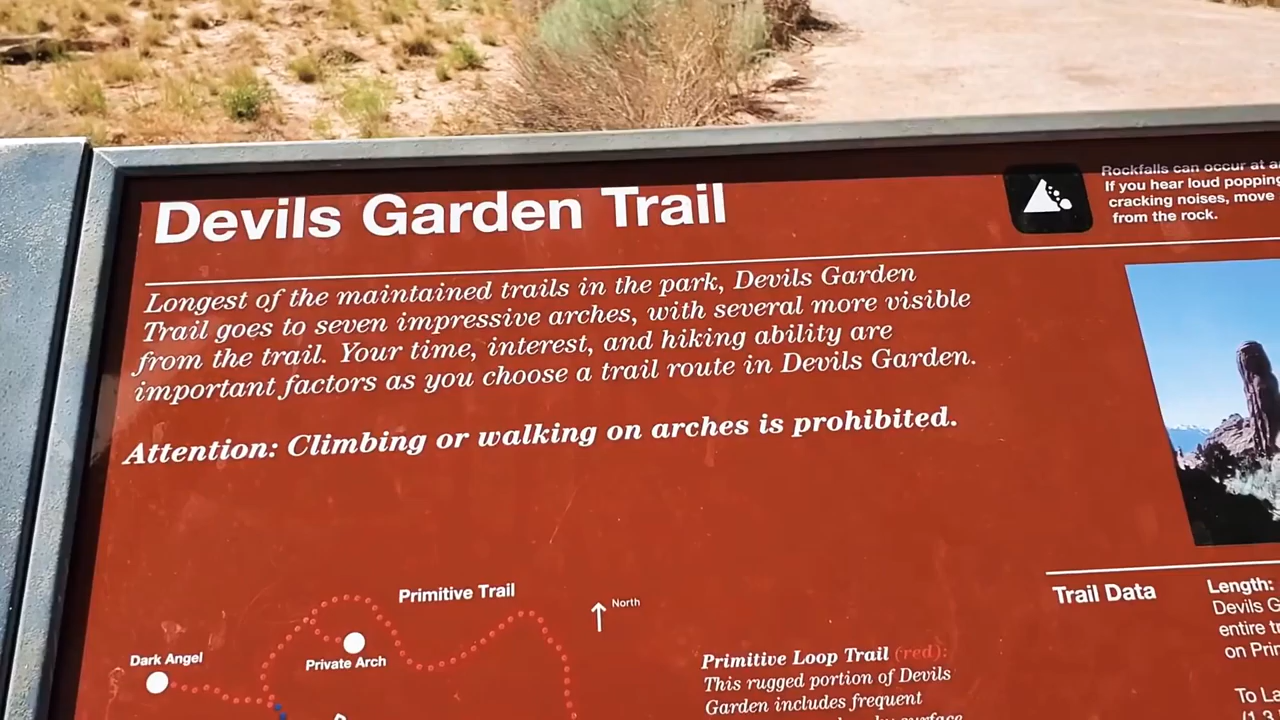 Devils Garden Trail
Rockfalls can occur at
If you hear loud popping
cracking noises, move
from the rock.
Longest of the maintained trails in the park, Devils Garden
Trail goes to seven impressive arches, with several more visible
from the trail. Your time, interest, and hiking ability are
important factors as you choose a trail route in Devils Garden.
Attention: Climbing or walking on arches is prohibited.
Primitive Trail
North
Dark Angel
Private Arch
Primitive Loop Trail (red):
This rugged portion of Devils
Garden includes frequent
Trail Data
Length:
Devils G
entire
on
To